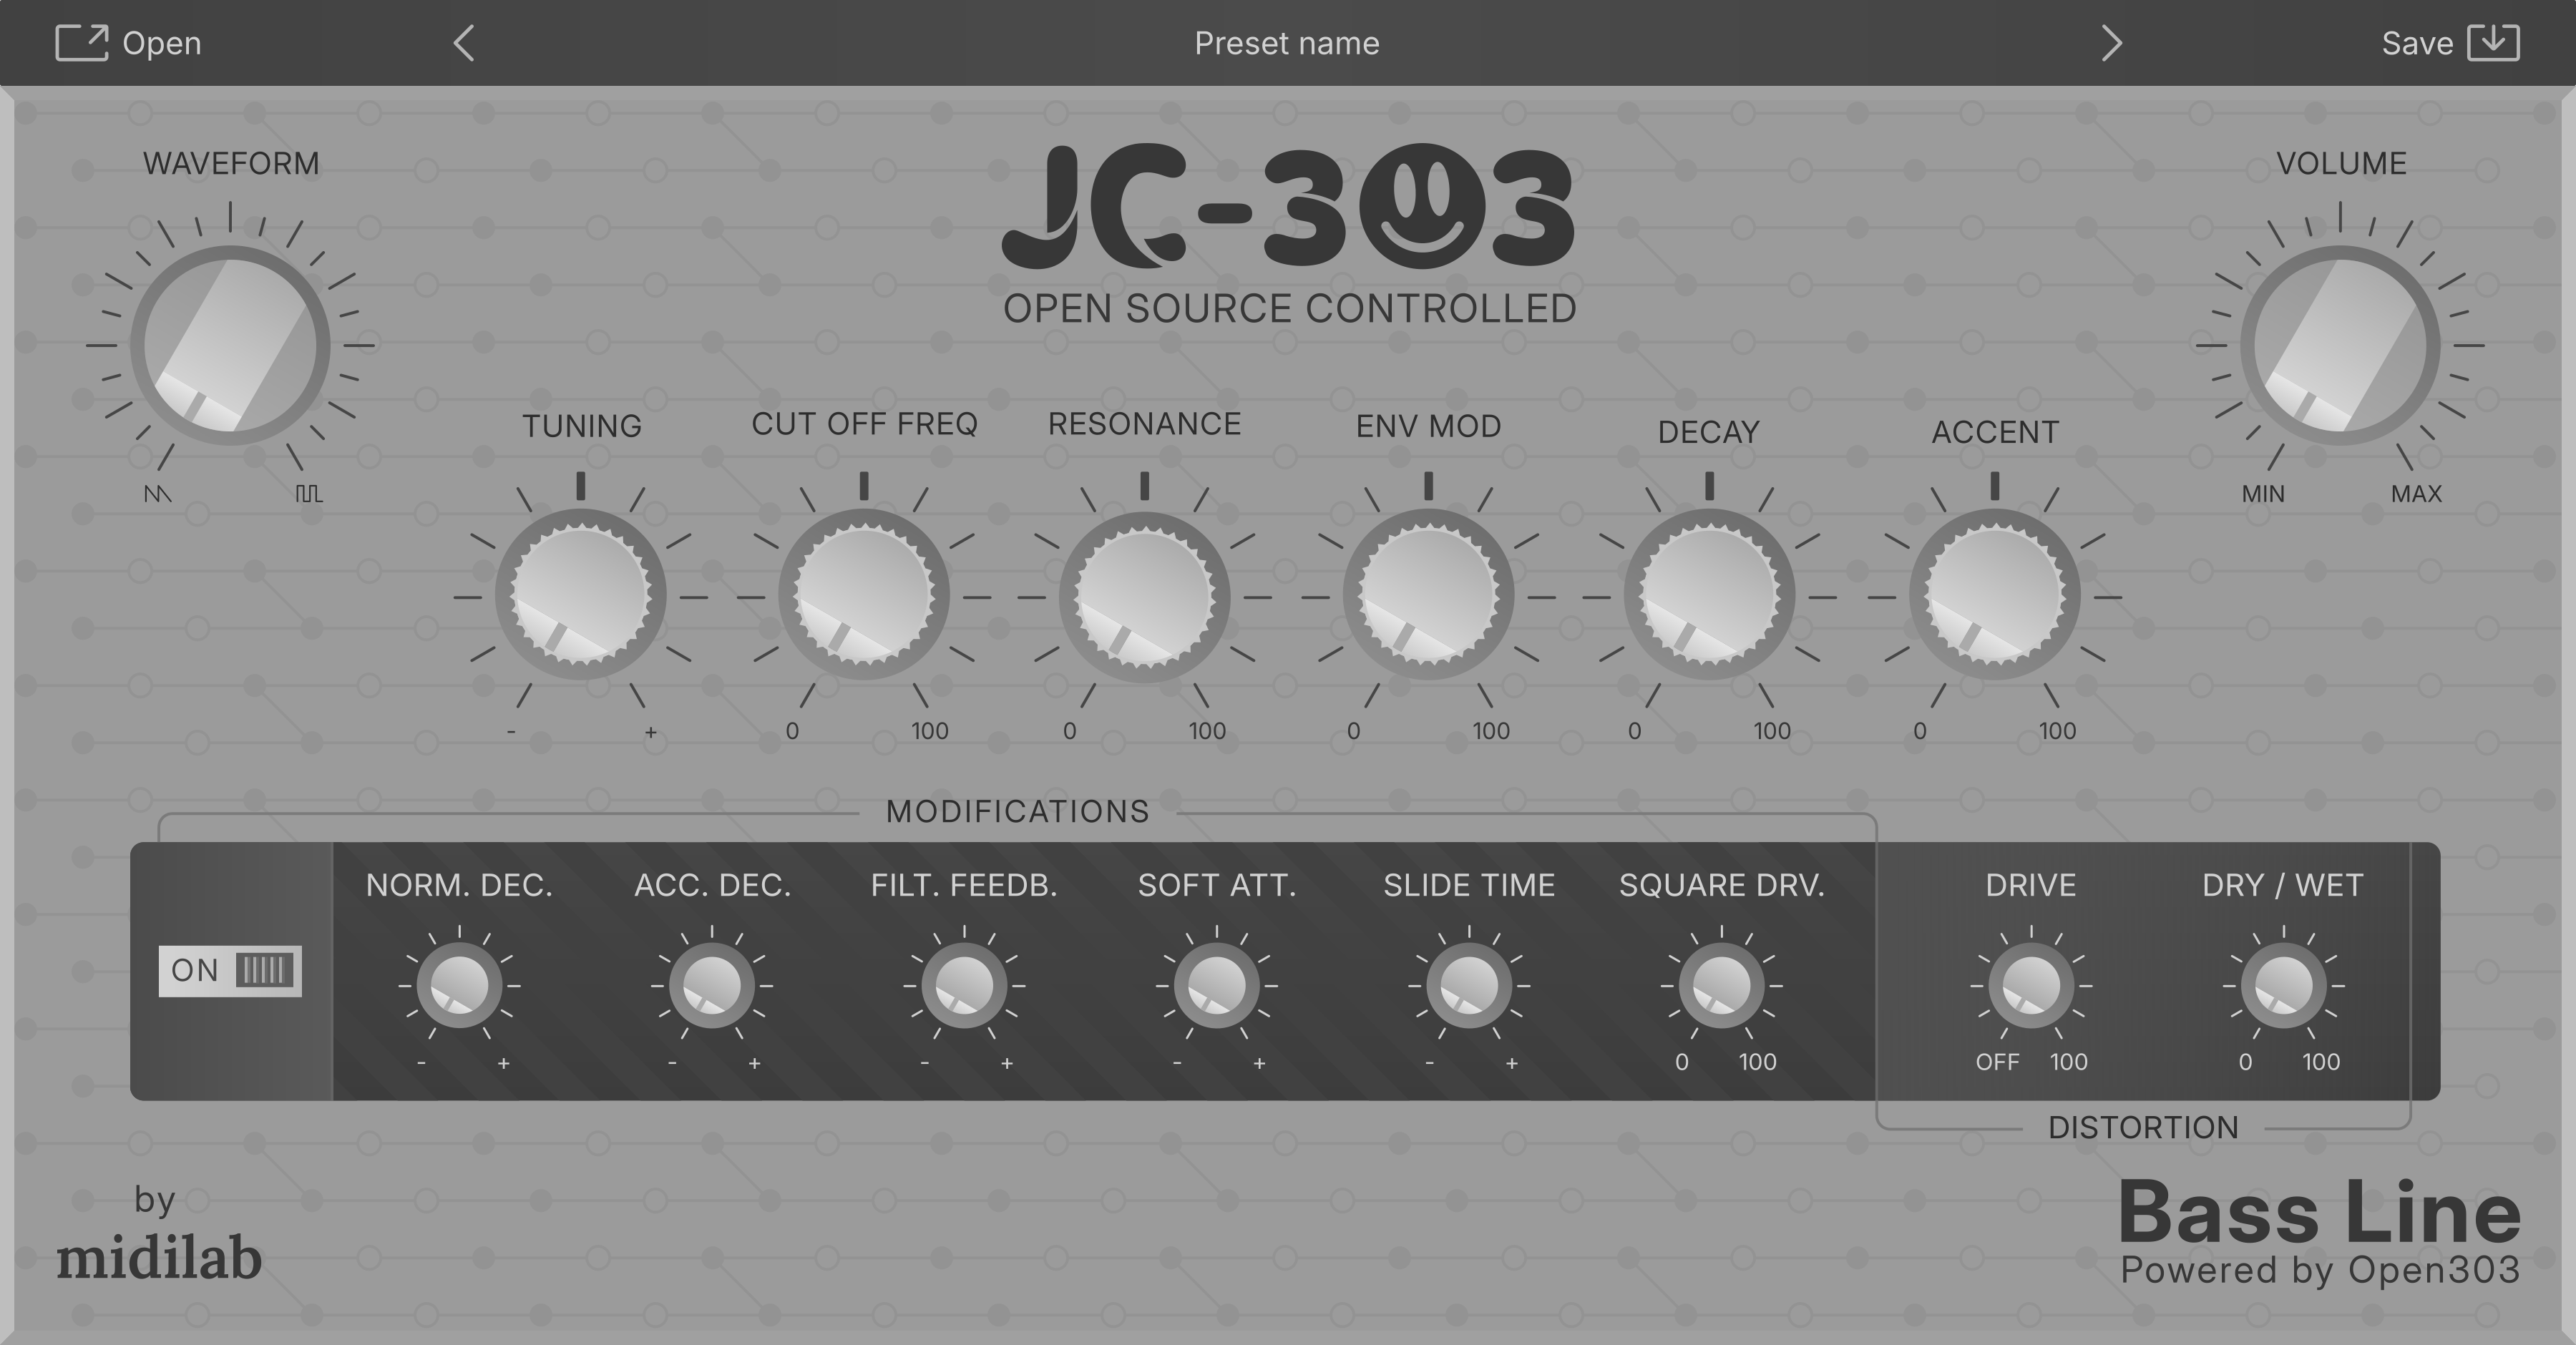 Open
Preset name
Save
WAVEFORM
JC-303
VOLUME
OPEN SOURCE CONTROLLED
TUNING
CUT OFF FREQ
RESONANCE
ENV MOD
DECAY
ACCENT
MIN
MAX
- +
0 100
0 100
0 100
0 100
0 100
MODIFICATIONS
NORM. DEC.
ACC. DEC.
FILT. FEEDB.
SOFT ATT.
SLIDE TIME
SQUARE DRV.
DRIVE
DRY / WET
ON
- +
- +
- +
- +
- +
0 100
OFF 100
0 100
DISTORTION
by
midilab
Bass Line
Powered by Open303